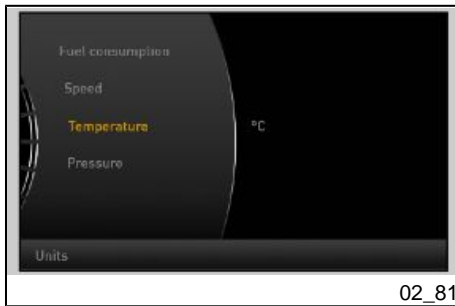 Fuel consumption
Speed
Temperature
°C
Pressure
Units
02_81